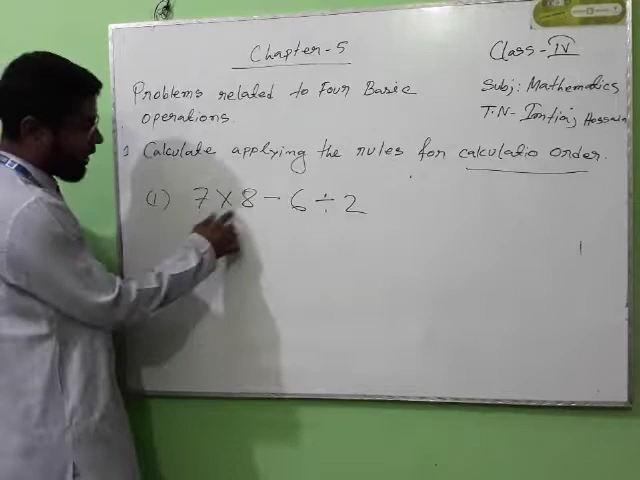 Chapter-5
Class-IV
Subj: Mathematics
T.N- Imtiaj Hossain
Problems related to Four Basic
operations.
Calculate applying the rules for calculatio order.
(1) 7×8-6÷2